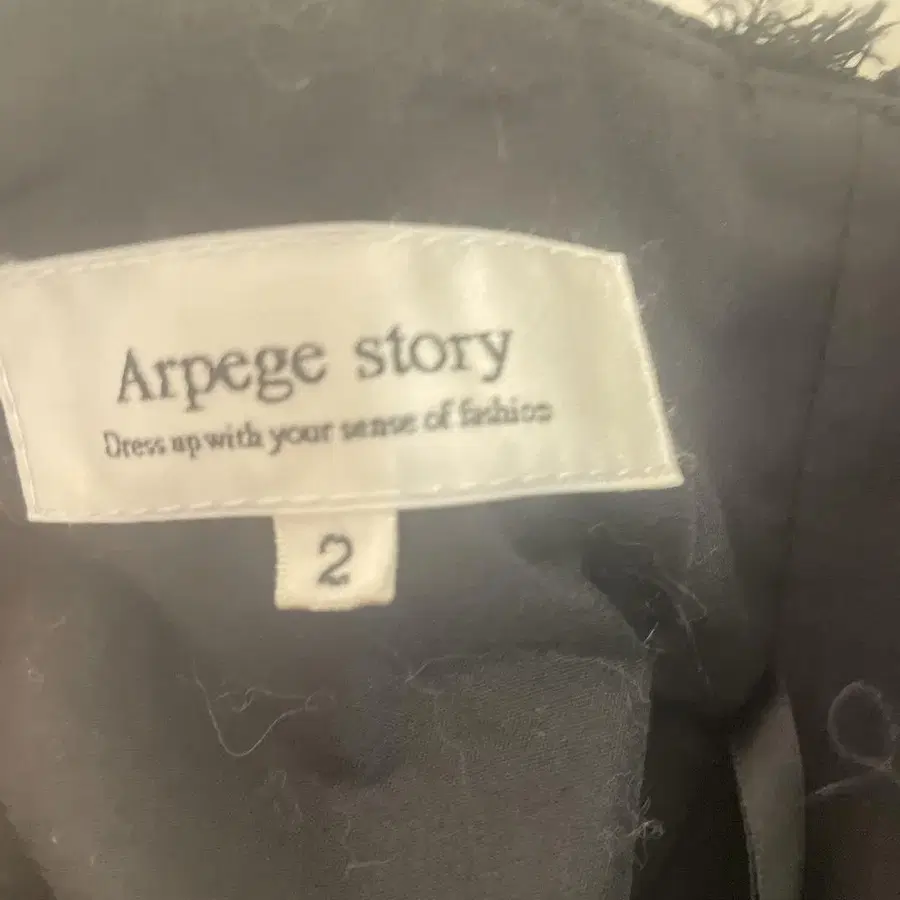 Arpege story
Dress up with your sense of fashion
2